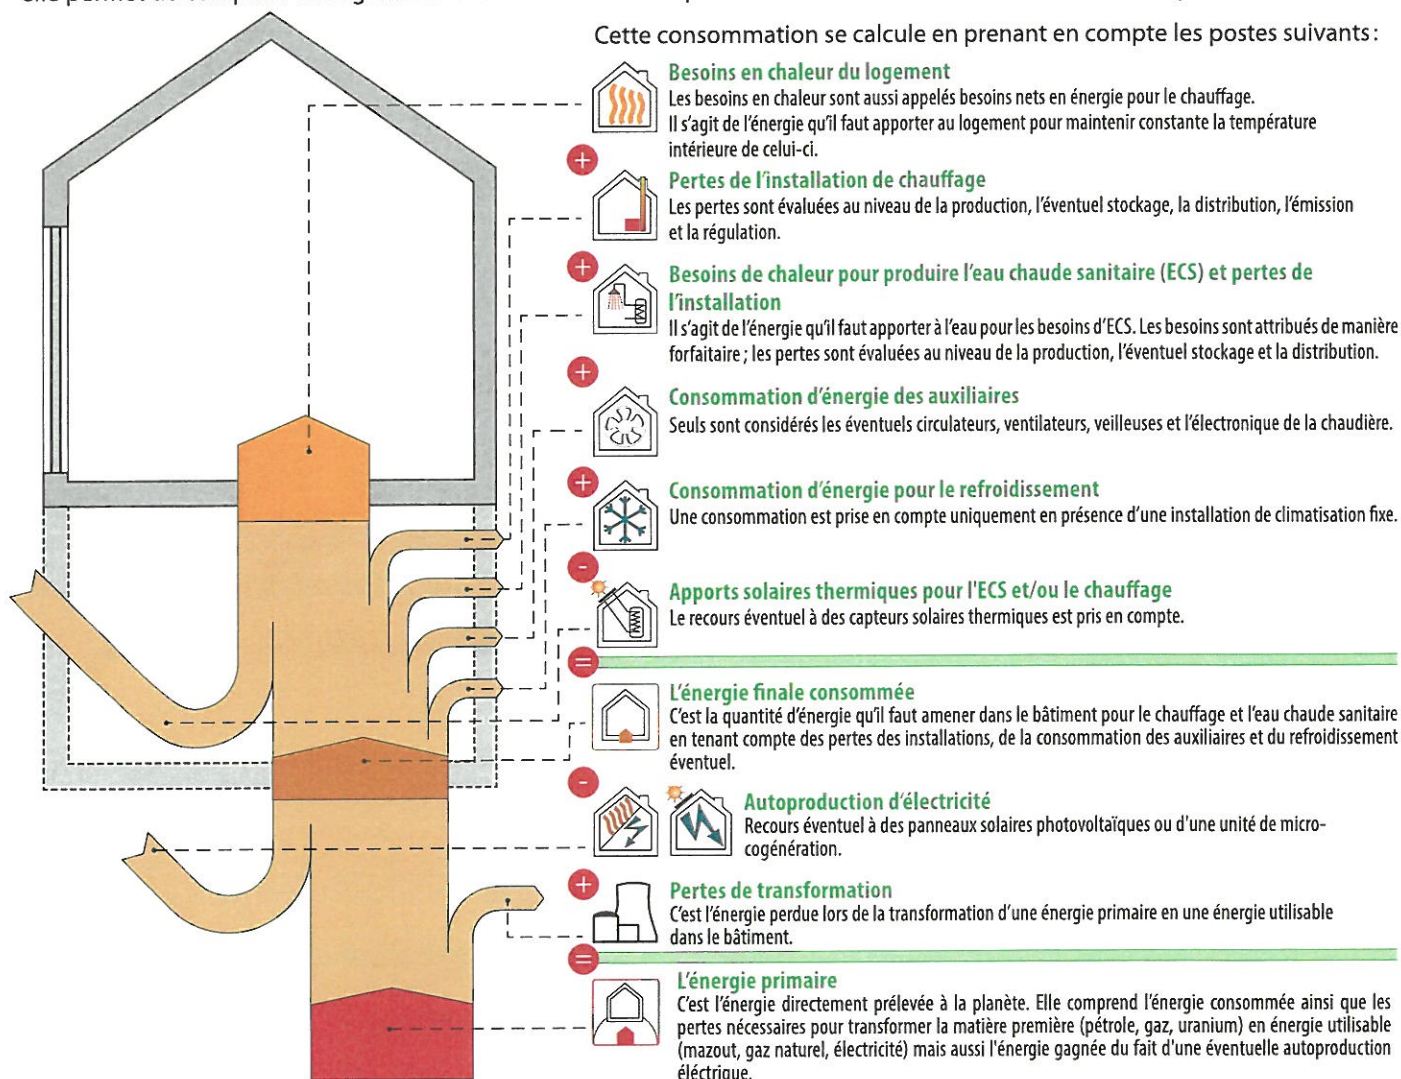 Cette consommation se calcule en prenant en compte les postes suivants :
Besoins en chaleur du logement
Les besoins en chaleur sont aussi appelés besoins nets en énergie pour le chauffage.
Il s'agit de l'énergie qu'il faut apporter au logement pour maintenir constante la température
intérieure de celui-ci.
+
Pertes de l'installation de chauffage
Les pertes sont évaluées au niveau de la production, l'éventuel stockage, la distribution, l'émission
et la régulation.
+
Besoins de chaleur pour produire l'eau chaude sanitaire (ECS) et pertes de
l'installation
Il s'agit de l'énergie qu'il faut apporter à l'eau pour les besoins d'ECS. Les besoins sont attribués de manière
forfaitaire ; les pertes sont évaluées au niveau de la production, l'éventuel stockage et la distribution.
+
Consommation d'énergie des auxiliaires
Seuls sont considérés les éventuels circulateurs, ventilateurs, veilleuses et l'électronique de la chaudière.
+
Consommation d'énergie pour le refroidissement
Une consommation est prise en compte uniquement en présence d'une installation de climatisation fixe.
-
Apports solaires thermiques pour l'ECS et/ou le chauffage
Le recours éventuel à des capteurs solaires thermiques est pris en compte.
=
L'énergie finale consommée
C'est la quantité d'énergie qu'il faut amener dans le bâtiment pour le chauffage et l'eau chaude sanitaire
en tenant compte des pertes des installations, de la consommation des auxiliaires et du refroidissement
éventuel.
-
Autoproduction d'électricité
Recours éventuel à des panneaux solaires photovoltaïques ou d'une unité de micro-
cogénération.
+
Pertes de transformation
C'est l'énergie perdue lors de la transformation d'une énergie primaire en une énergie utilisable
dans le bâtiment.
=
L'énergie primaire
C'est l'énergie directement prélevée à la planète. Elle comprend l'énergie consommée ainsi que les
pertes nécessaires pour transformer la matière première (pétrole, gaz, uranium) en énergie utilisable
(mazout, gaz naturel, électricité) mais aussi l'énergie gagnée du fait d'une éventuelle autoproduction
éléctrique.